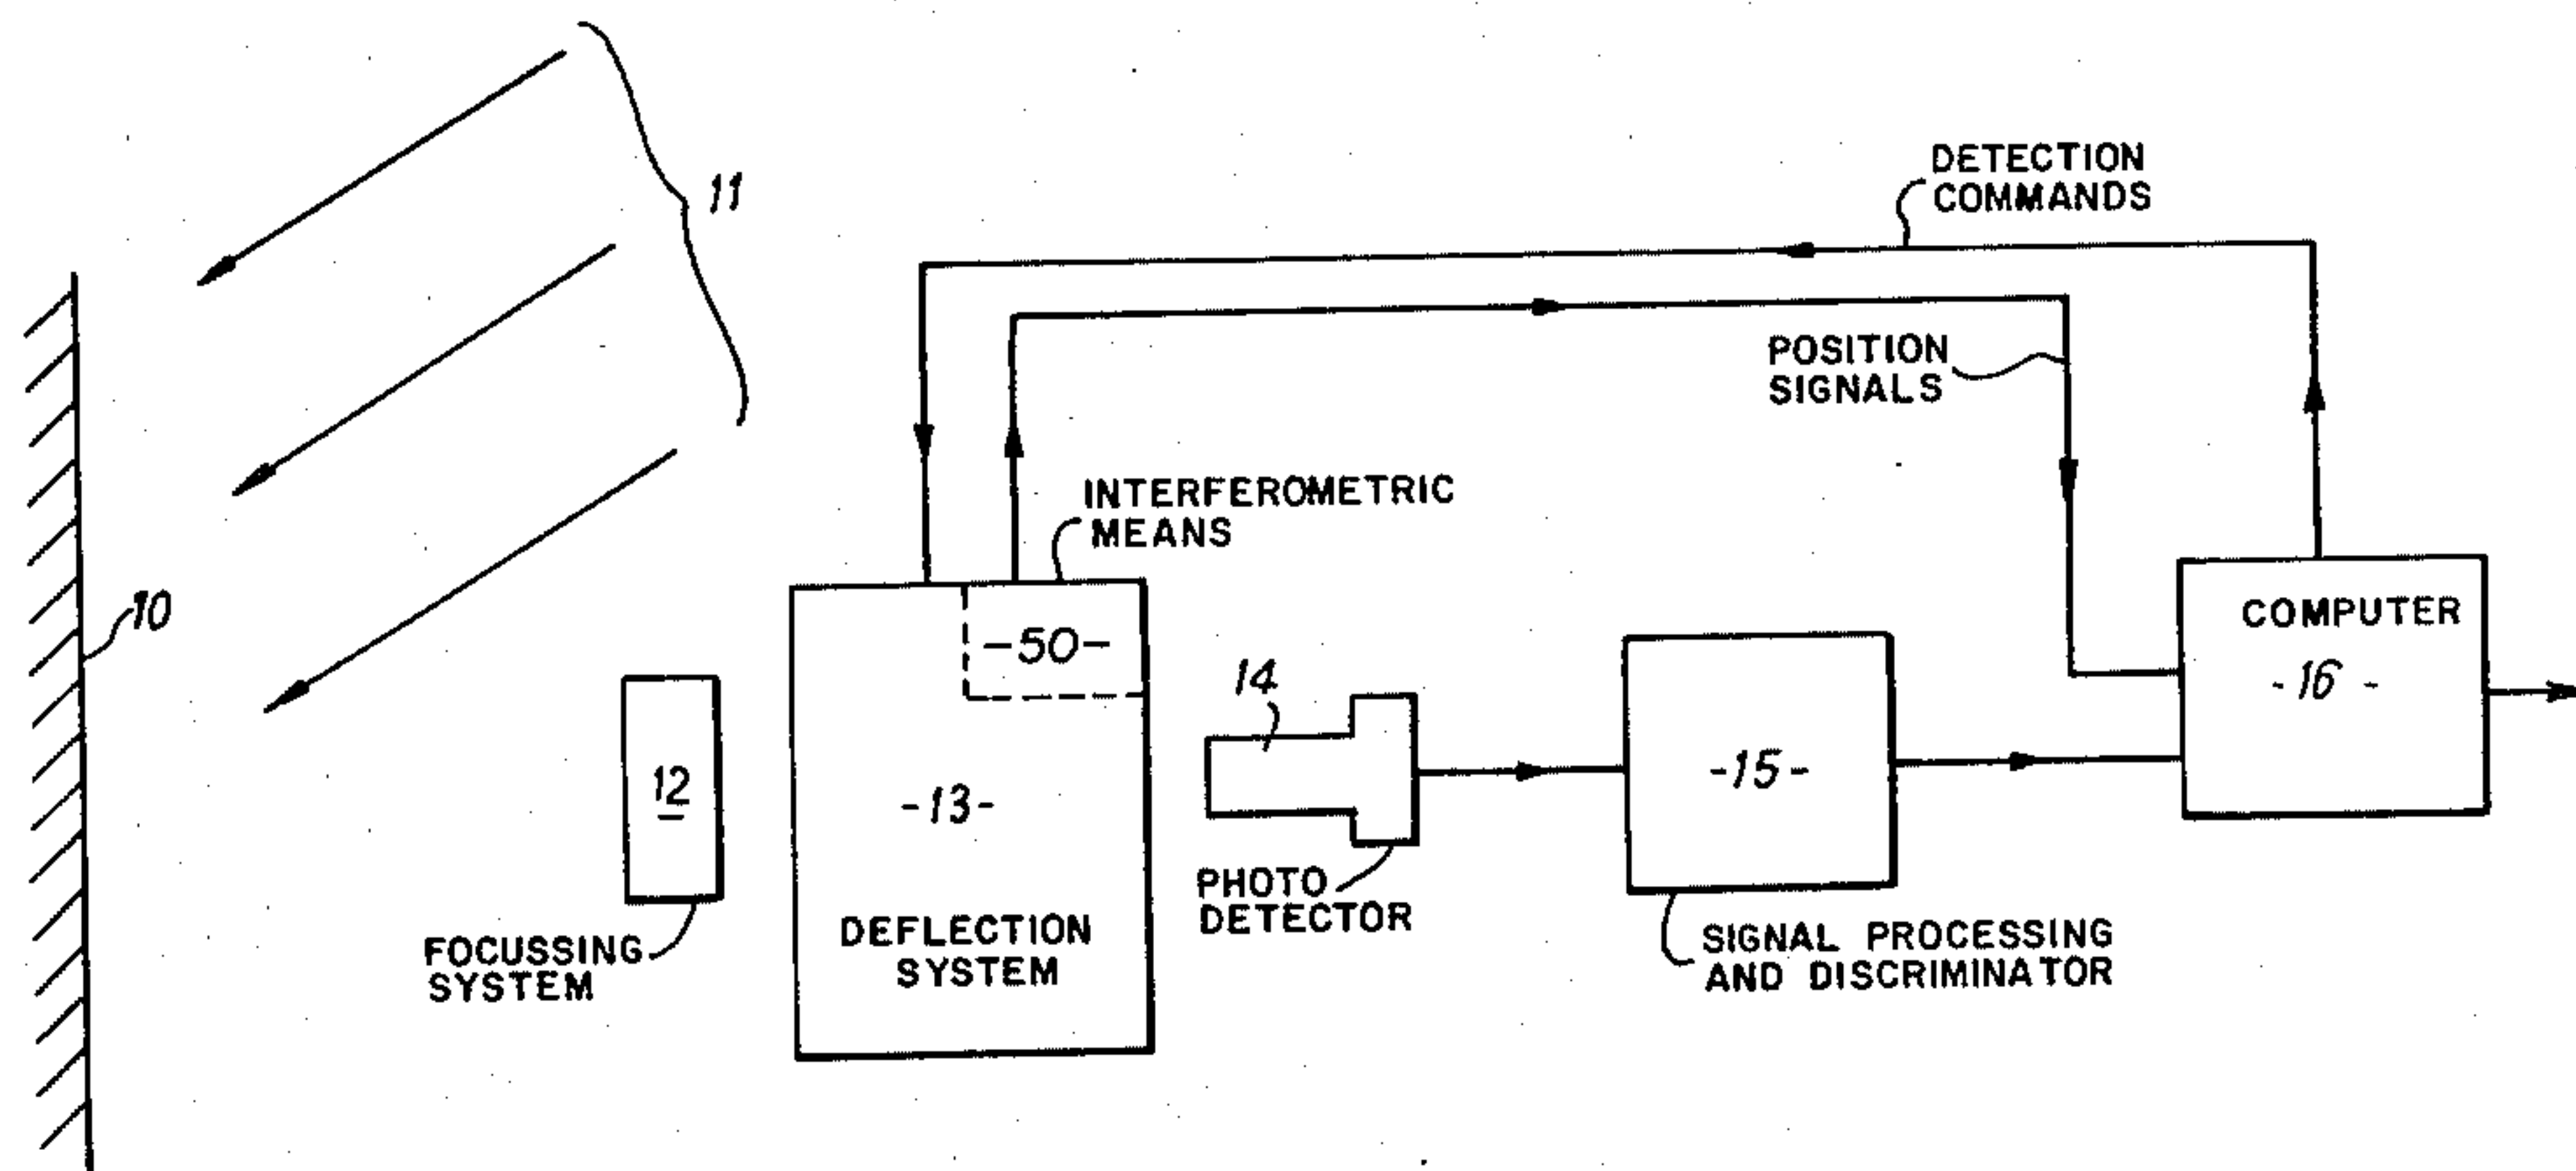 11
DETECTION
COMMANDS
POSITION
SIGNALS
INTERFEROMETRIC
MEANS
10
-50-
COMPUTER
-16-
14
12
-13-
-15-
PHOTO
DETECTOR
DEFLECTION
SYSTEM
FOCUSSING
SYSTEM
SIGNAL PROCESSING
AND DISCRIMINATOR